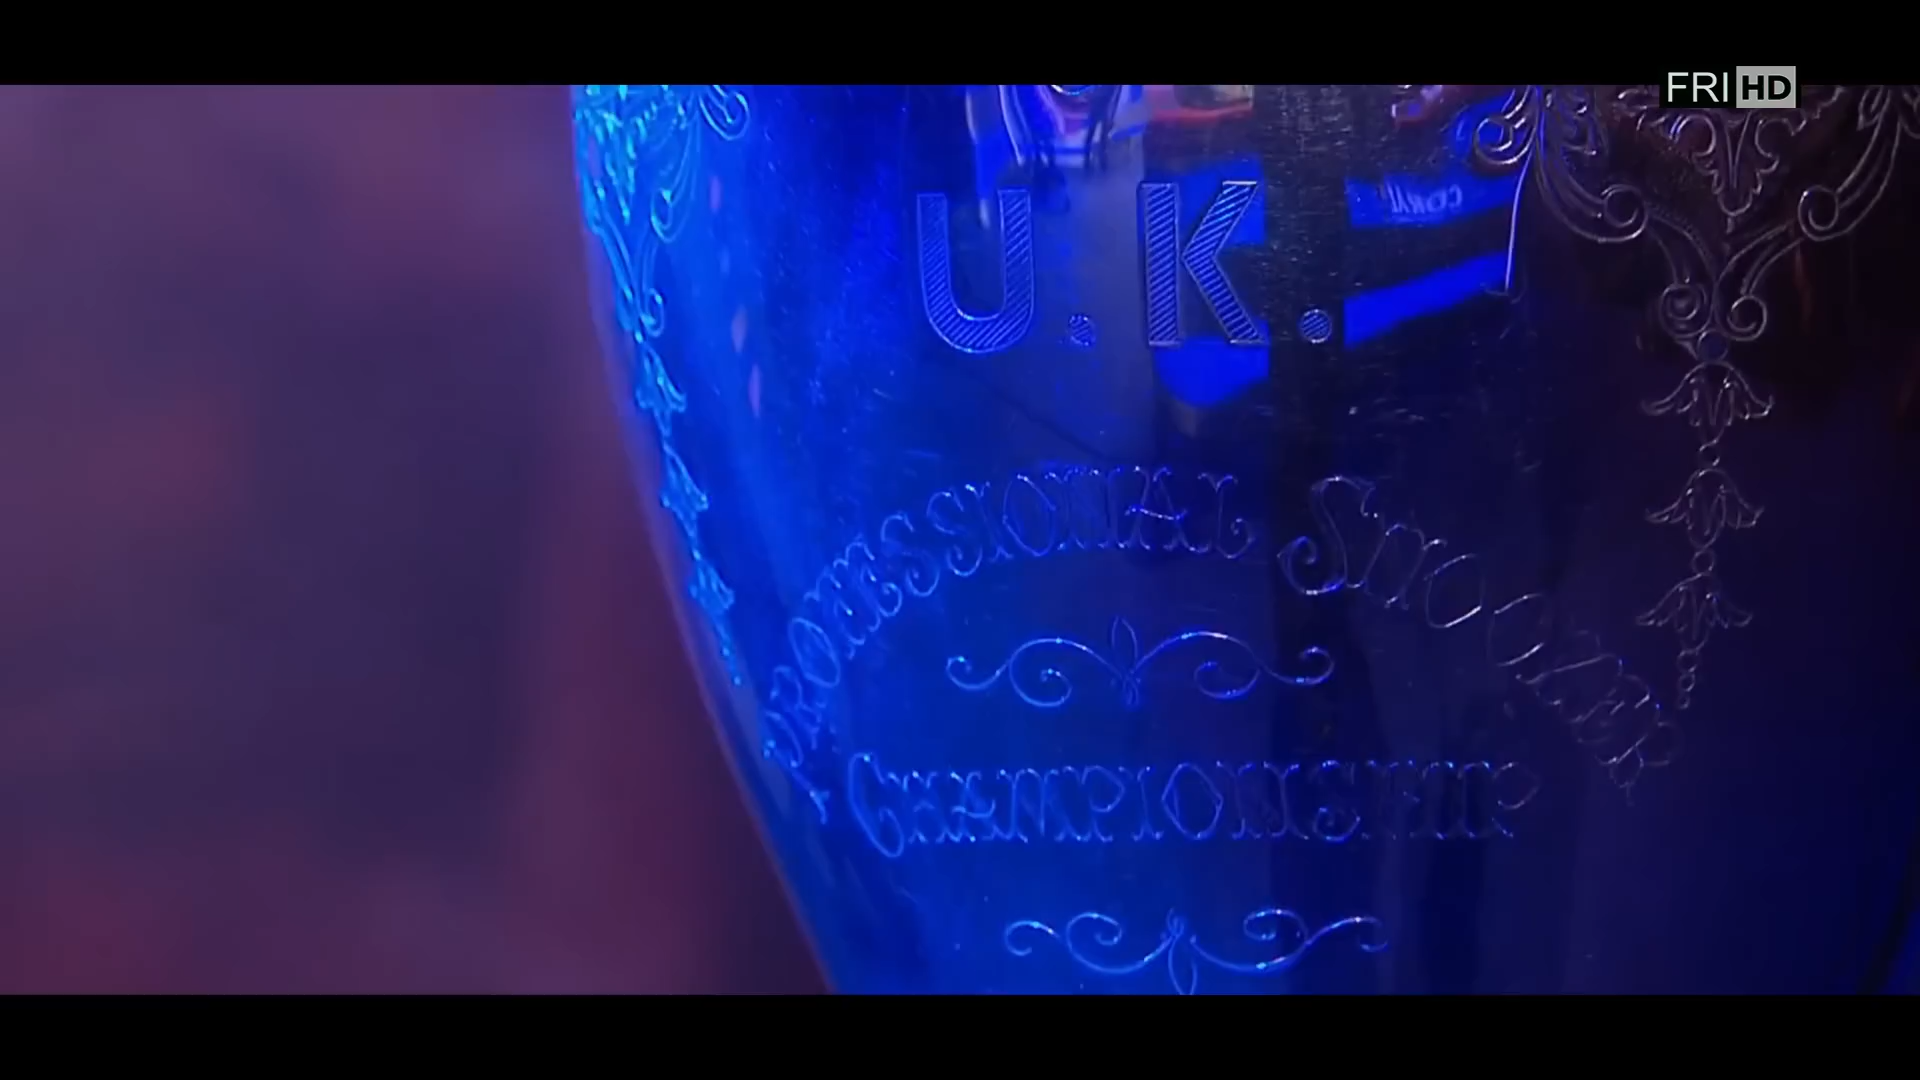 FRI HD
U.K.
PROFESSIONAL SNOOKER
CHAMPIONSHIP